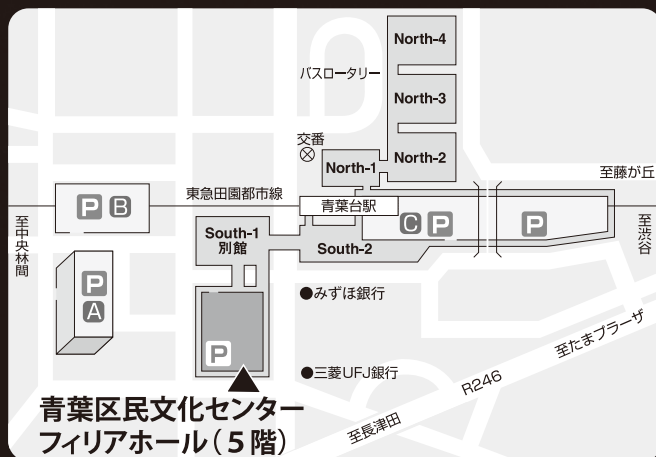 North-4
バスロータリー
North-3
交番
North-1
North-2
至藤が丘
P B
東急田園都市線
青葉台駅
C P
P
至中央林間
South-1
別館
South-2
至渋谷
P
A
●みずほ銀行
P
至たまプラーザ
●三菱UFJ銀行
R246
至長津田
青葉区民文化センター
フィリアホール(5階)